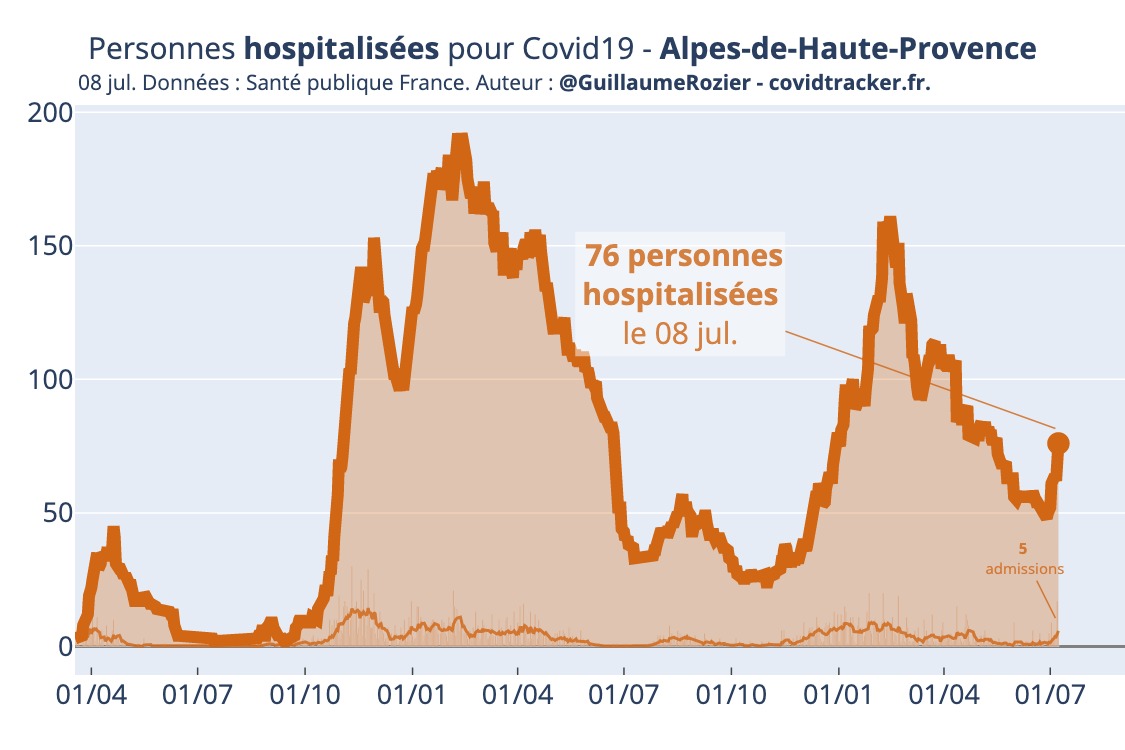 Personnes hospitalisées pour Covid19 - Alpes-de-Haute-Provence
08 jul. Données : Santé publique France. Auteur : @GuillaumeRozier - covidtracker.fr.
200
150
100
50
0
76 personnes
hospitalisées
le 08 jul.
5
admissions
01/04 01/07 01/10 01/01 01/04 01/07 01/10 01/01 01/04 01/07